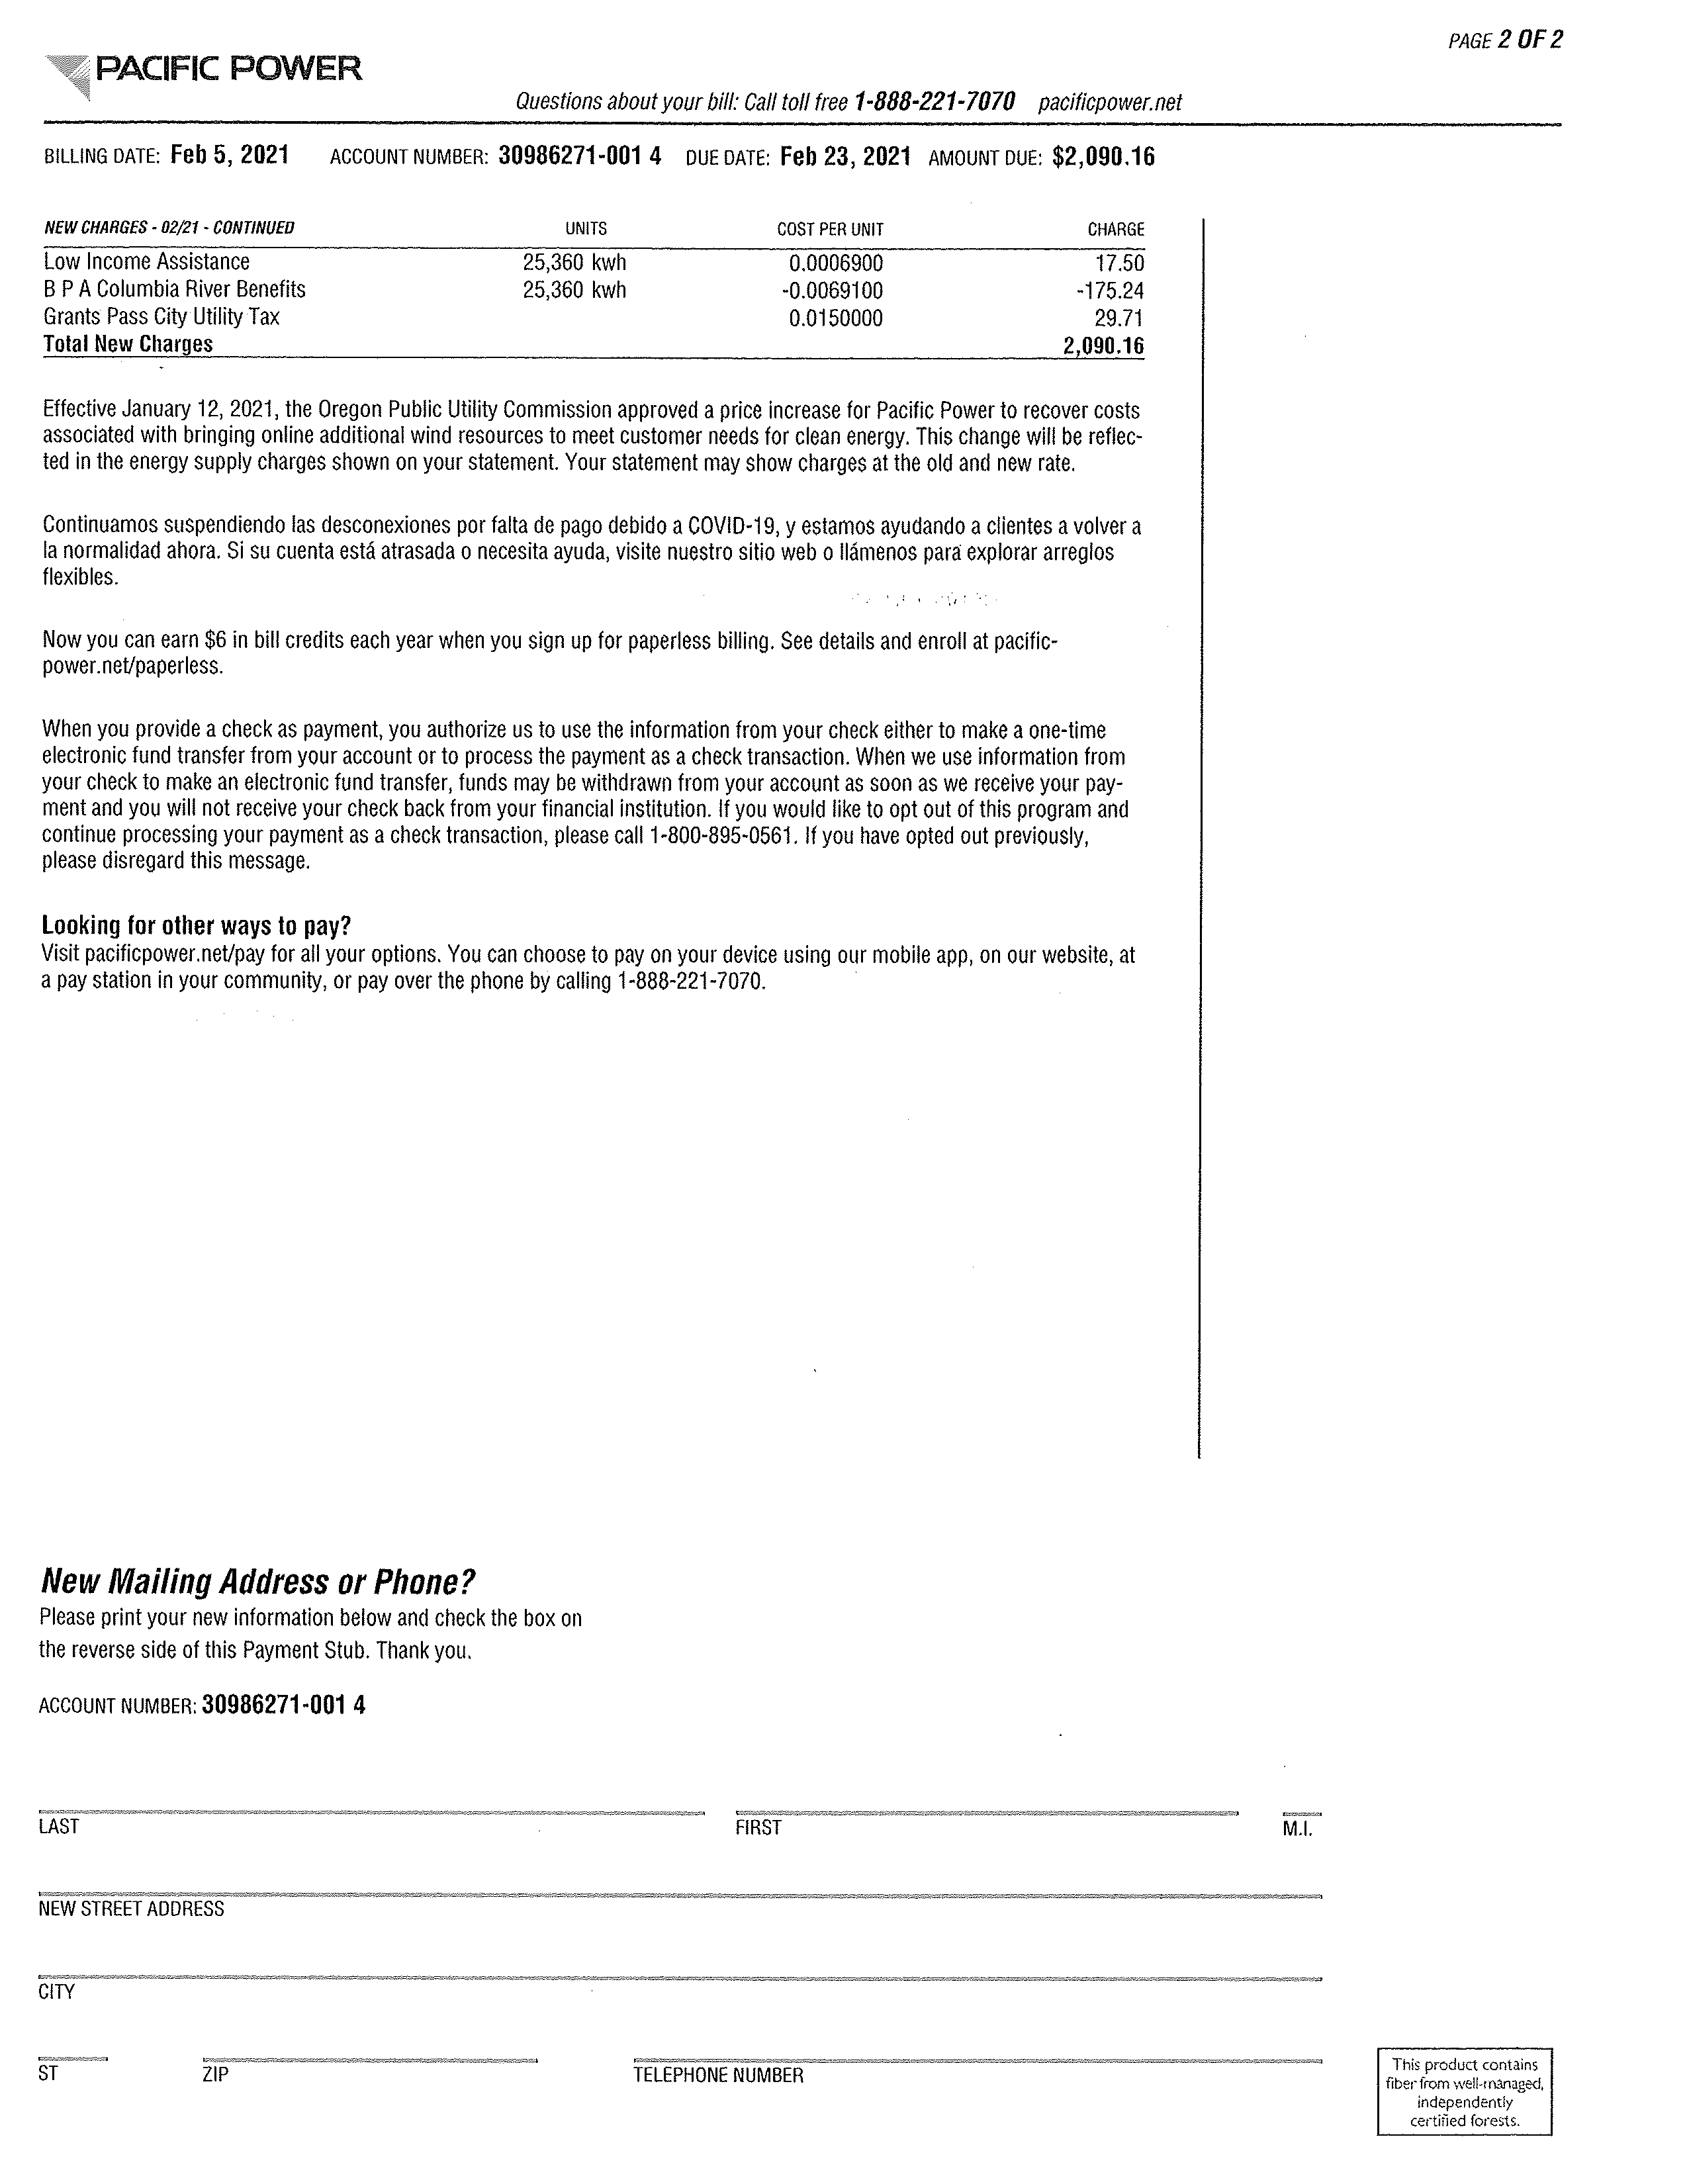 PAGE 2 OF 2
PACIFIC POWER
Questions about your bill: Call toll free 1-888-221-7070 pacificpower.net
BILLING DATE: Feb 5, 2021 ACCOUNT NUMBER: 30986271-001 4 DUE DATE: Feb 23, 2021 AMOUNT DUE: $2,090.16
NEW CHARGES - 02/21 - CONTINUED UNITS COST PER UNIT CHARGE
Low Income Assistance 25,360 kwh 0.0006900 17.50
B P A Columbia River Benefits 25,360 kwh -0.0069100 -175.24
Grants Pass City Utility Tax 0.0150000 29.71
Total New Charges 2,090.16
Effective January 12, 2021, the Oregon Public Utility Commission approved a price increase for Pacific Power to recover costs
associated with bringing online additional wind resources to meet customer needs for clean energy. This change will be reflec-
ted in the energy supply charges shown on your statement. Your statement may show charges at the old and new rate.
Continuamos suspendiendo las desconexiones por falta de pago debido a COVID-19, y estamos ayudando a clientes a volver a
la normalidad ahora. Si su cuenta está atrasada o necesita ayuda, visite nuestro sitio web o llámenos para explorar arreglos
flexibles.
Now you can earn $6 in bill credits each year when you sign up for paperless billing. See details and enroll at pacific-
power.net/paperless.
When you provide a check as payment, you authorize us to use the information from your check either to make a one-time
electronic fund transfer from your account or to process the payment as a check transaction. When we use information from
your check to make an electronic fund transfer, funds may be withdrawn from your account as soon as we receive your pay-
ment and you will not receive your check back from your financial institution. If you would like to opt out of this program and
continue processing your payment as a check transaction, please call 1-800-895-0561. If you have opted out previously,
please disregard this message.
Looking for other ways to pay?
Visit pacificpower.net/pay for all your options. You can choose to pay on your device using our mobile app, on our website, at
a pay station in your community, or pay over the phone by calling 1-888-221-7070.
New Mailing Address or Phone?
Please print your new information below and check the box on
the reverse side of this Payment Stub. Thank you.
ACCOUNT NUMBER: 30986271-001 4
LAST FIRST M.I.
NEW STREET ADDRESS
CITY
ST ZIP TELEPHONE NUMBER
This product contains
fiber from well-managed,
independently
certified forests.